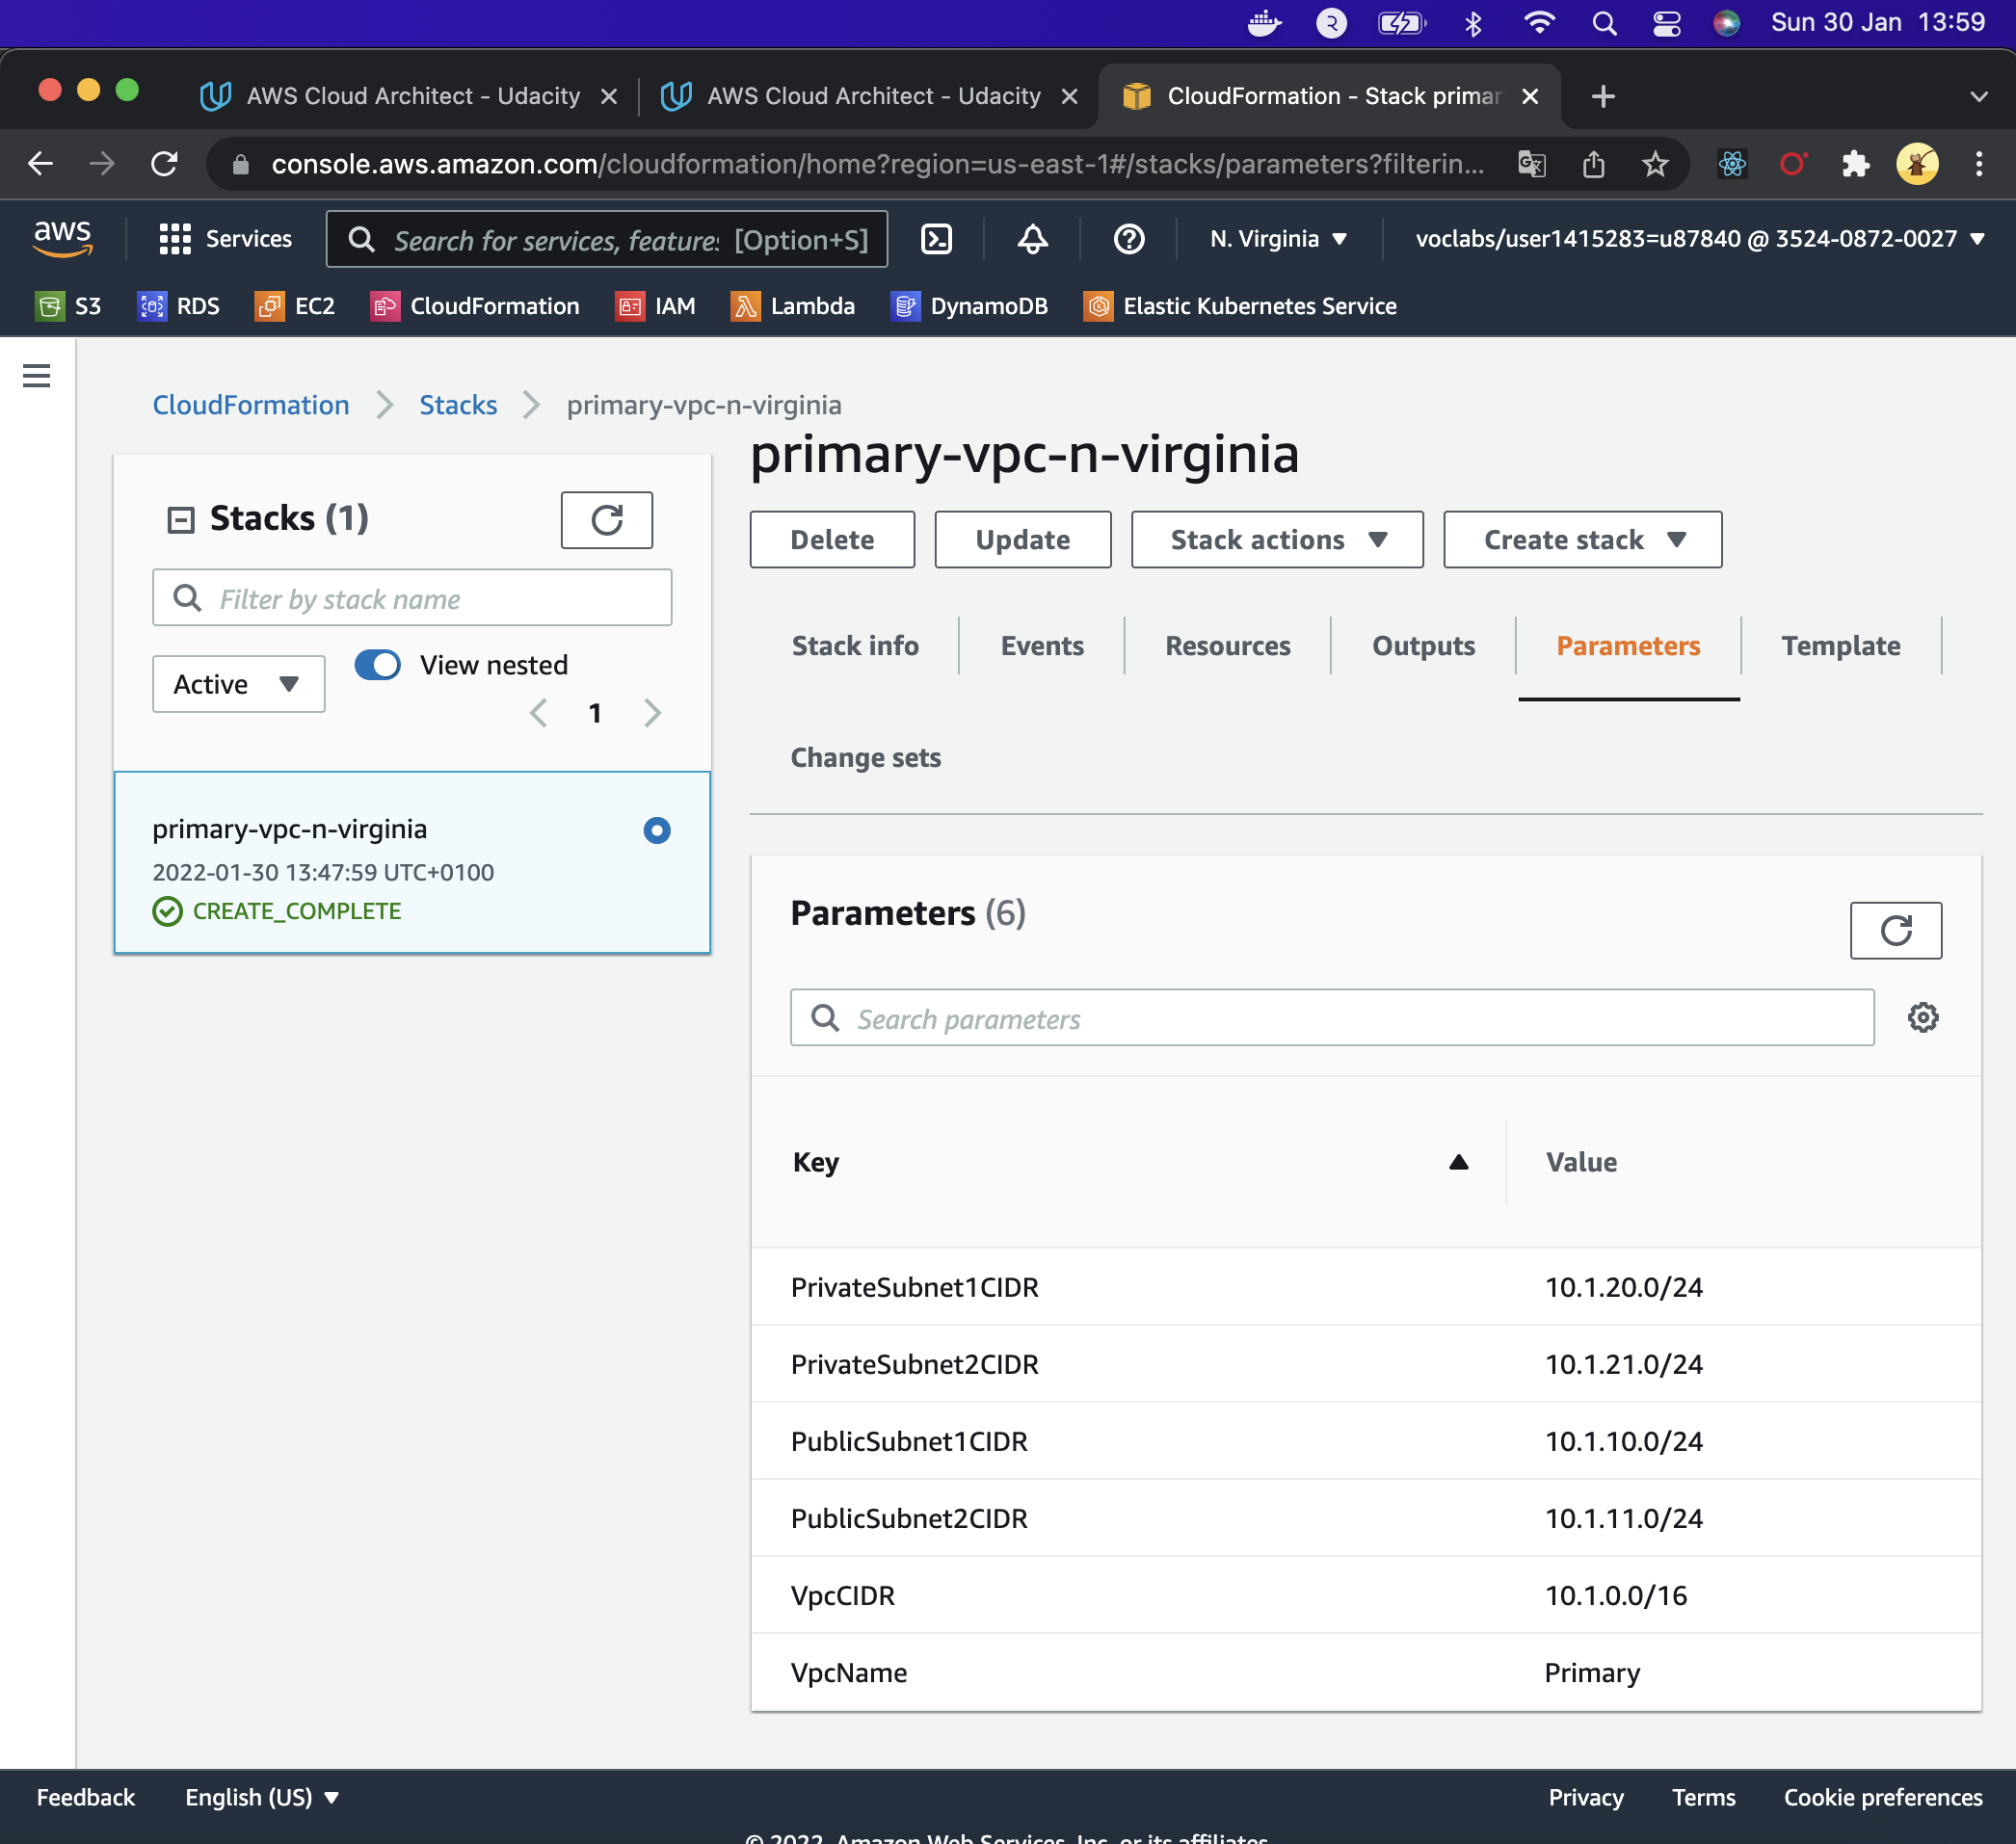 Sun 30 Jan 13:59
AWS Cloud Architect - Udacity
AWS Cloud Architect - Udacity
CloudFormation - Stack primar
console.aws.amazon.com/cloudformation/home?region=us-east-1#/stacks/parameters?filterin...
aws
Services
Search for services, features
[Option+S]
N. Virginia
voclabs/user1415283=u87840 @ 3524-0872-0027
S3
RDS
EC2
CloudFormation
IAM
Lambda
DynamoDB
Elastic Kubernetes Service
CloudFormation
Stacks
primary-vpc-n-virginia
Stacks (1)
Filter by stack name
Active
View nested
1
primary-vpc-n-virginia
2022-01-30 13:47:59 UTC+0100
CREATE_COMPLETE
primary-vpc-n-virginia
Delete
Update
Stack actions
Create stack
Stack info
Events
Resources
Outputs
Parameters
Template
Change sets
Parameters (6)
Search parameters
Key
Value
PrivateSubnet1CIDR 10.1.20.0/24
PrivateSubnet2CIDR 10.1.21.0/24
PublicSubnet1CIDR 10.1.10.0/24
PublicSubnet2CIDR 10.1.11.0/24
VpcCIDR 10.1.0.0/16
VpcName Primary
Feedback
English (US)
Privacy
Terms
Cookie preferences
© 2022, Amazon Web Services, Inc. or its affiliates.